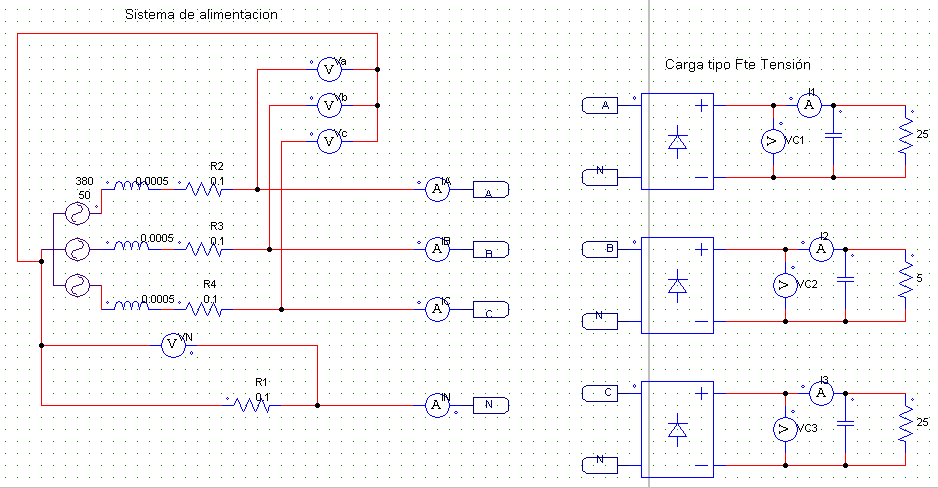 Sistema de alimentacion
Va
V
Vb
V
Vc
V
380
50
0.0005
R2
0.1
IA
A
A
0.0005
R3
0.1
IB
A
B
0.0005
R4
0.1
IC
A
C
VN
V
R1
0.1
IN
A
N
Carga tipo Fte Tensión
A
N
+
−
V
VC1
I1
A
25
B
N
+
−
V
VC2
I2
A
5
C
N
+
−
V
VC3
I3
A
25